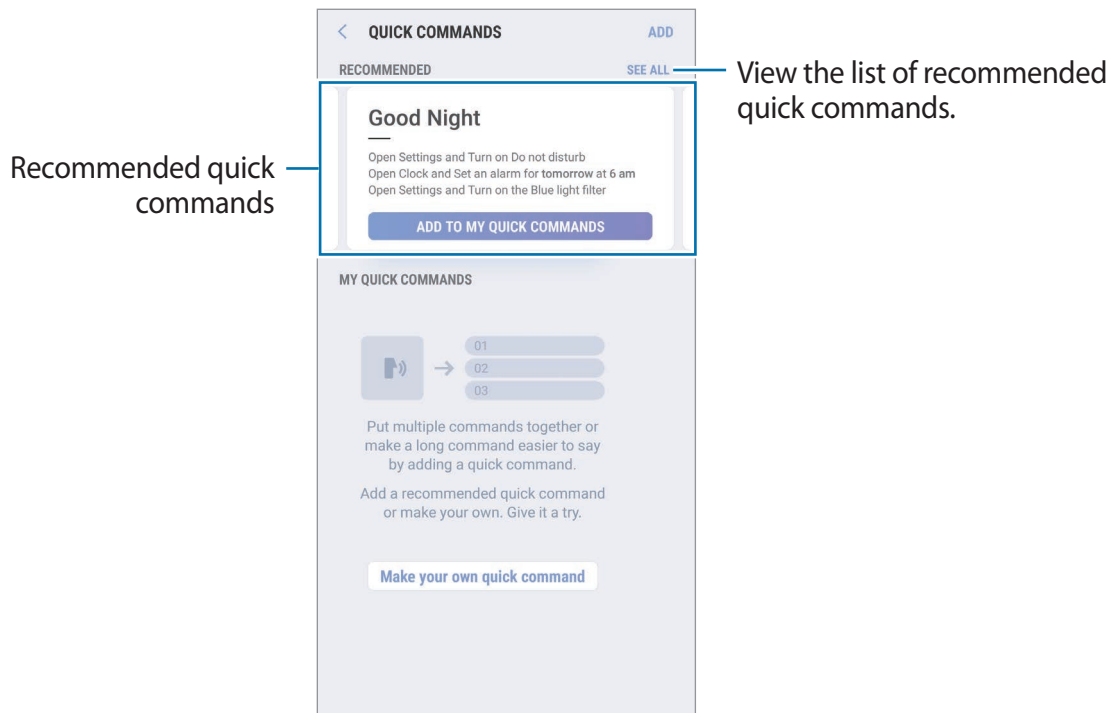 QUICK COMMANDS
ADD
RECOMMENDED
SEE ALL
View the list of recommended
quick commands.
Recommended quick
commands
Good Night
Open Settings and Turn on Do not disturb
Open Clock and Set an alarm for tomorrow at 6 am
Open Settings and Turn on the Blue light filter
ADD TO MY QUICK COMMANDS
MY QUICK COMMANDS
01
02
03
Put multiple commands together or
make a long command easier to say
by adding a quick command.
Add a recommended quick command
or make your own. Give it a try.
Make your own quick command